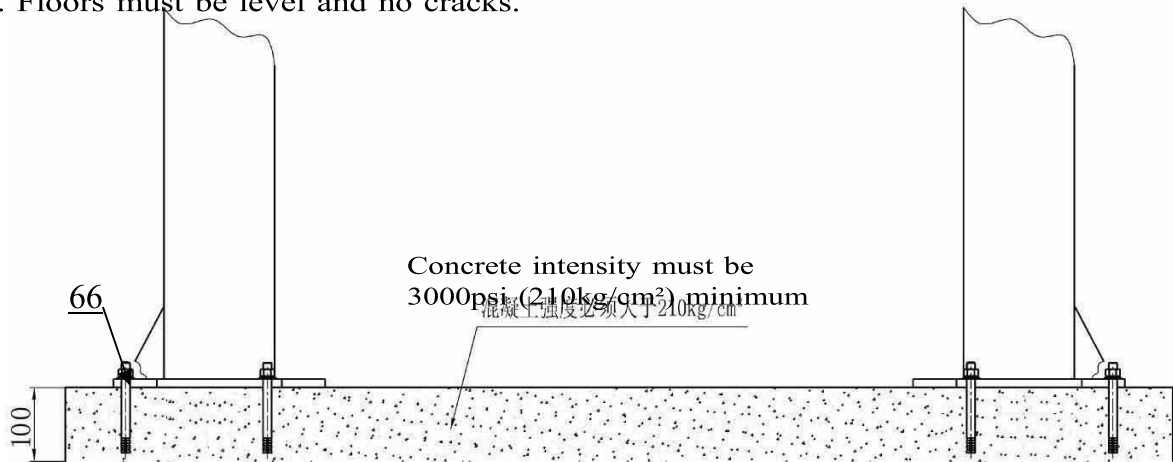 . Floors must be level and no cracks.
Concrete intensity must be
3000psi (210kg/cm²) minimum
混凝土强度必须大于210kg/cm²
66
100